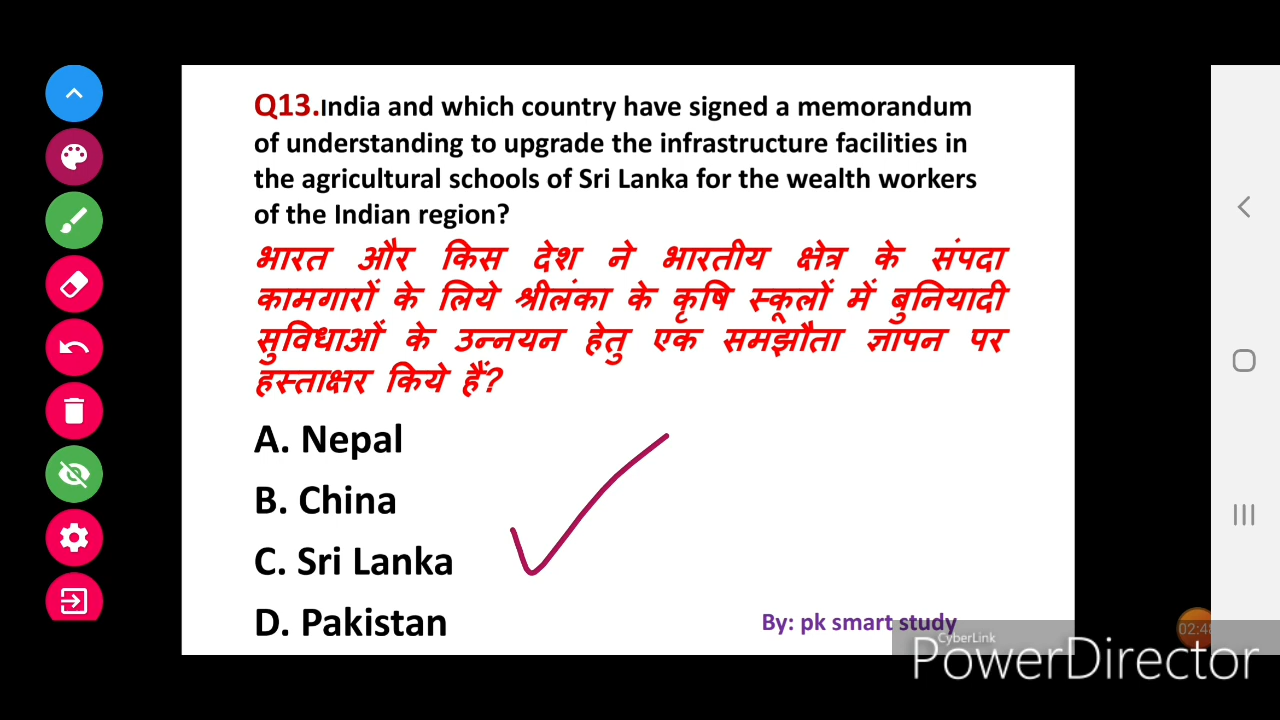 Q13.India and which country have signed a memorandum
of understanding to upgrade the infrastructure facilities in
the agricultural schools of Sri Lanka for the wealth workers
of the Indian region?
भारत और किस देश ने भारतीय क्षेत्र के संपदा
कामगारों के लिये श्रीलंका के कृषि स्कूलों में बुनियादी
सुविधाओं के उन्नयन हेतु एक समझौता ज्ञापन पर
हस्ताक्षर किये हैं?
A. Nepal
B. China
C. Sri Lanka
D. Pakistan
By: pk smart study
02:48
CyberLink
PowerDirector